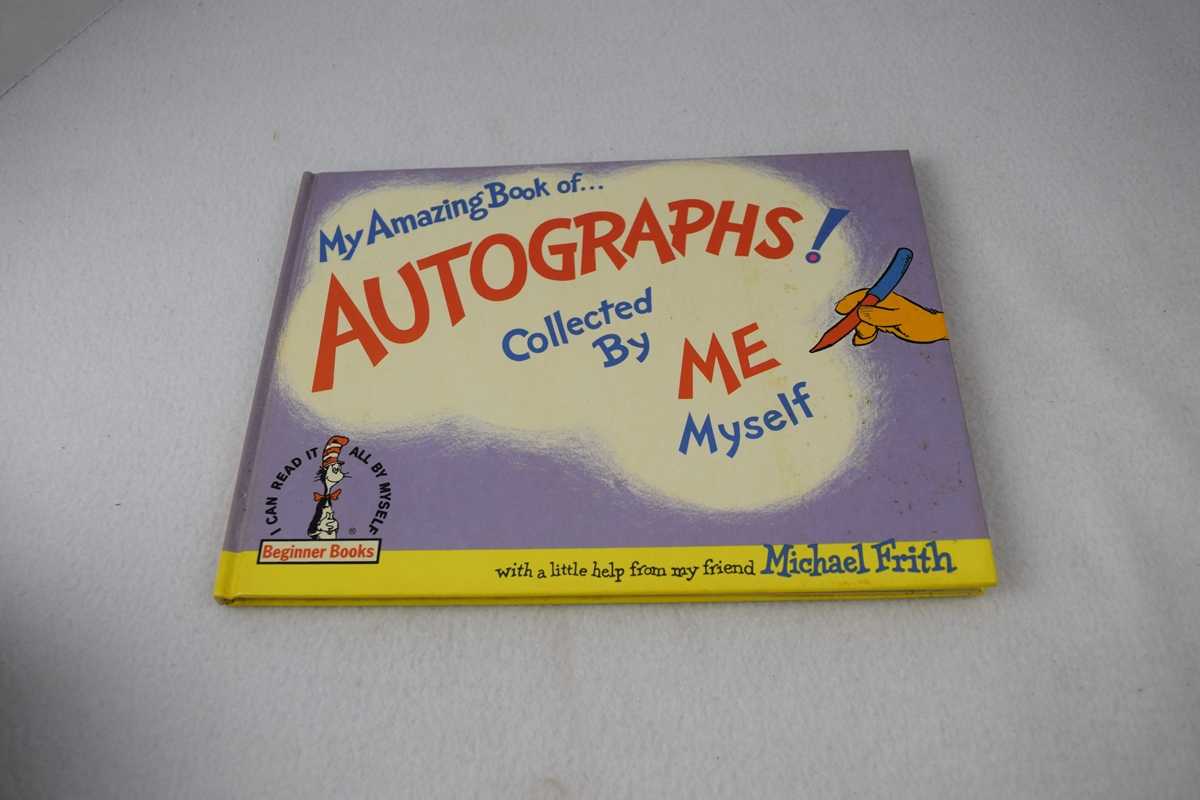 My Amazing Book of...
AUTOGRAPHS!
Collected
By
ME
Myself
I CAN READ IT ALL BY MYSELF
®
Beginner Books
with a little help from my friend Michael Frith